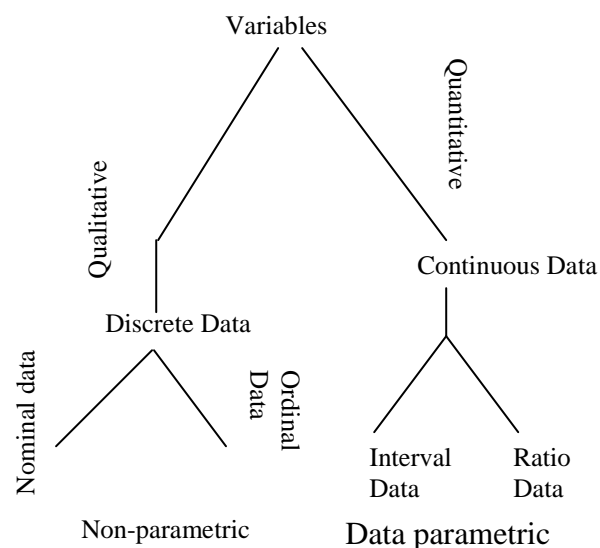 Variables
Qualitative
Quantitative
Continuous Data
Discrete Data
Nominal data
Ordinal
Data
Interval
Data
Ratio
Data
Non-parametric
Data parametric